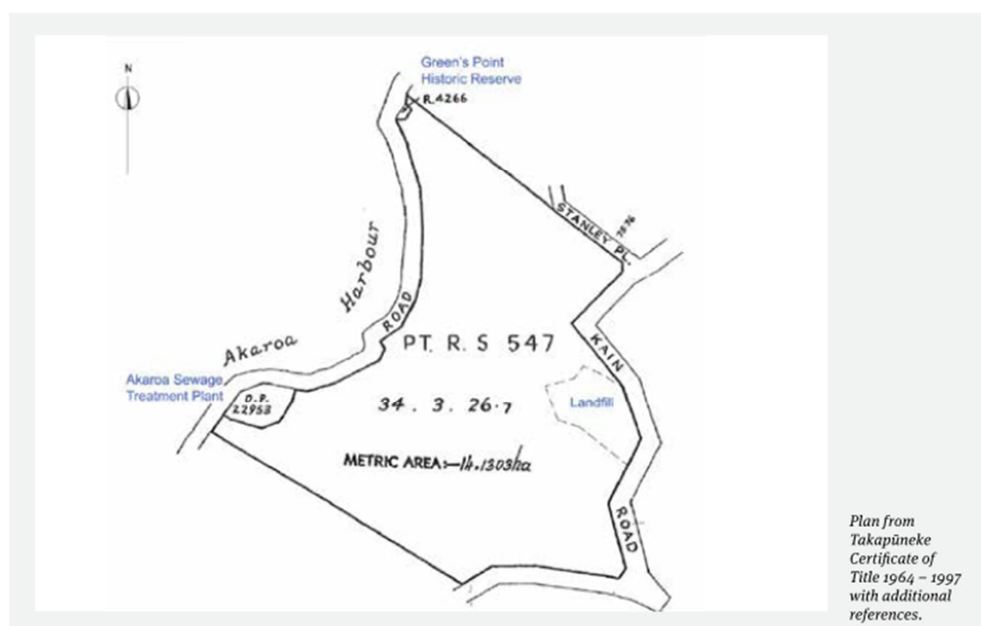 N
Green's Point
Historic Reserve
R.4266
STANLEY PL.
7876
Akaroa Harbour
ROAD
PT. R. S 547
KAIN
Akaroa Sewage
Treatment Plant
D.P.
22953
34 . 3 . 26.7
Landfill
METRIC AREA:—14.1303ha
ROAD
Plan from
Takapūneke
Certificate of
Title 1964 – 1997
with additional
references.